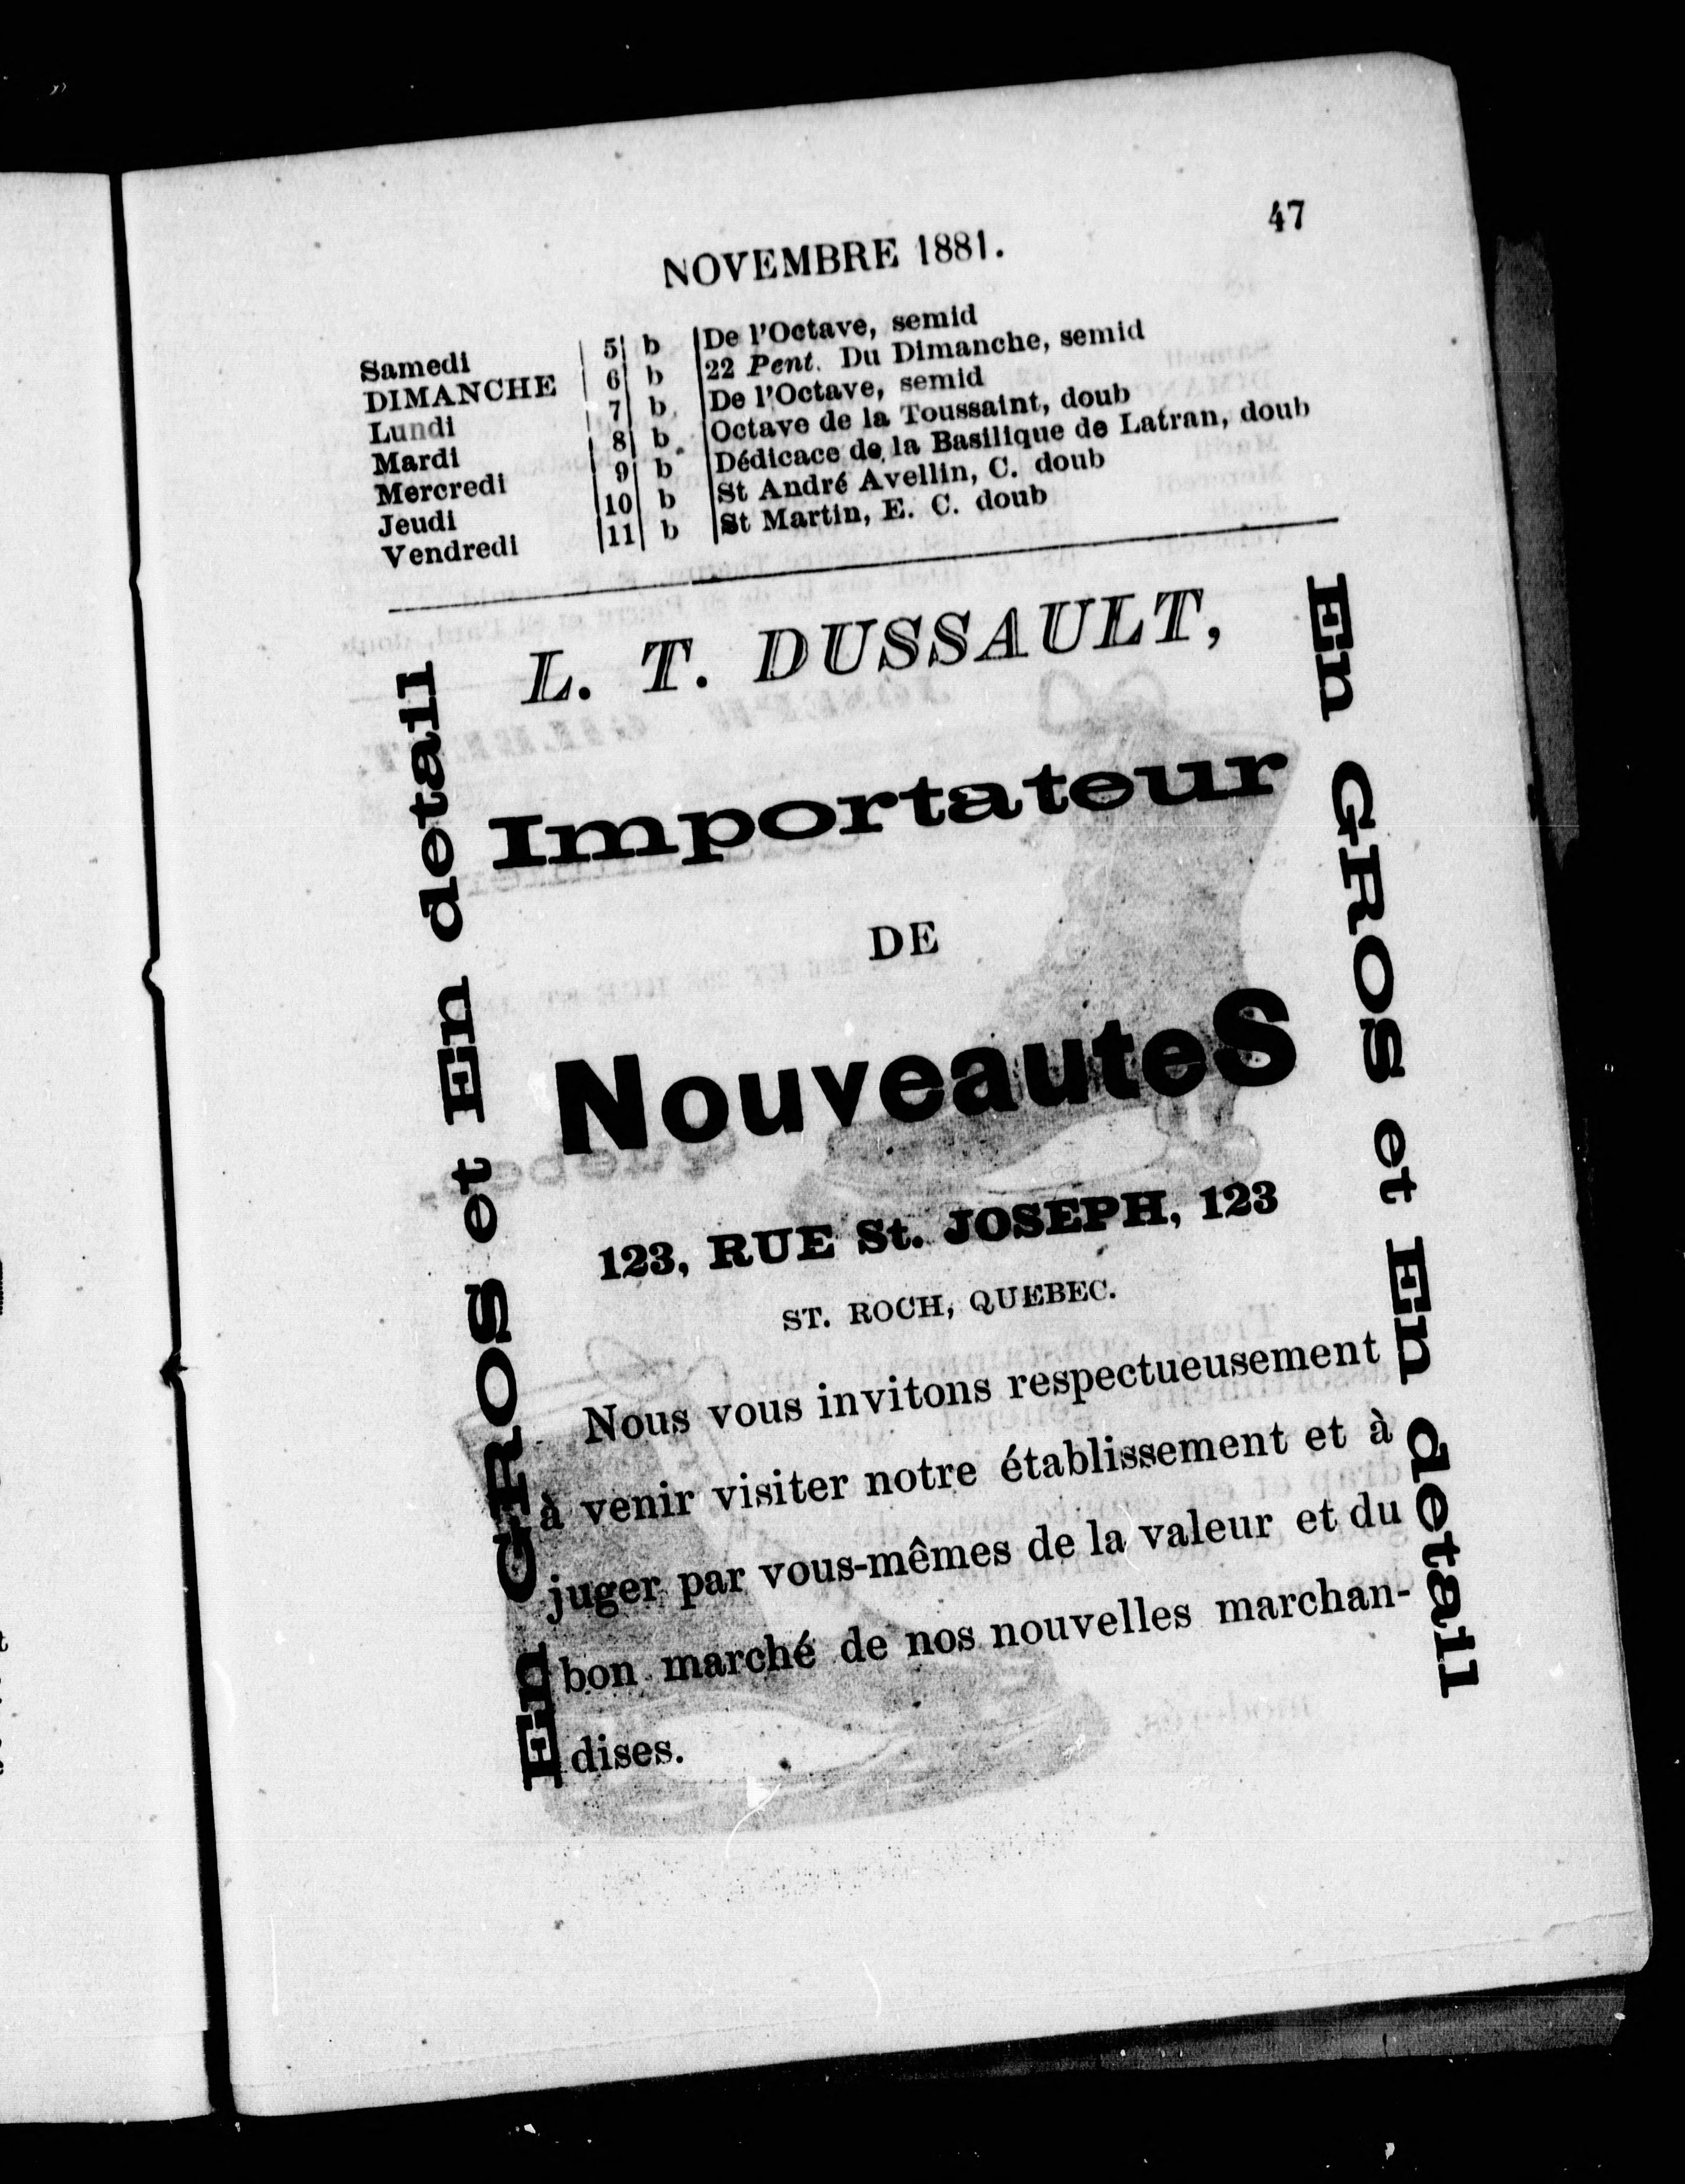 47
NOVEMBRE 1881.
Samedi | 5 | b | De l'Octave, semid
DIMANCHE | 6 | b | 22 Pent. Du Dimanche, semid
Lundi | 7 | b | De l'Octave, semid
Mardi | 8 | b | Octave de la Toussaint, doub
Mercredi | 9 | b | Dédicace de la Basilique de Latran, doub
Jeudi | 10 | b | St André Avellin, C. doub
Vendredi | 11 | b | St Martin, E. C. doub
En GROS et En detail
L. T. DUSSAULT,
Importateur
DE
NouveauteS
123, RUE St. JOSEPH, 123
ST. ROCH, QUEBEC.
Nous vous invitons respectueusement
à venir visiter notre établissement et à
juger par vous-mêmes de la valeur et du
bon marché de nos nouvelles marchan-
dises.
En GROS et En detail